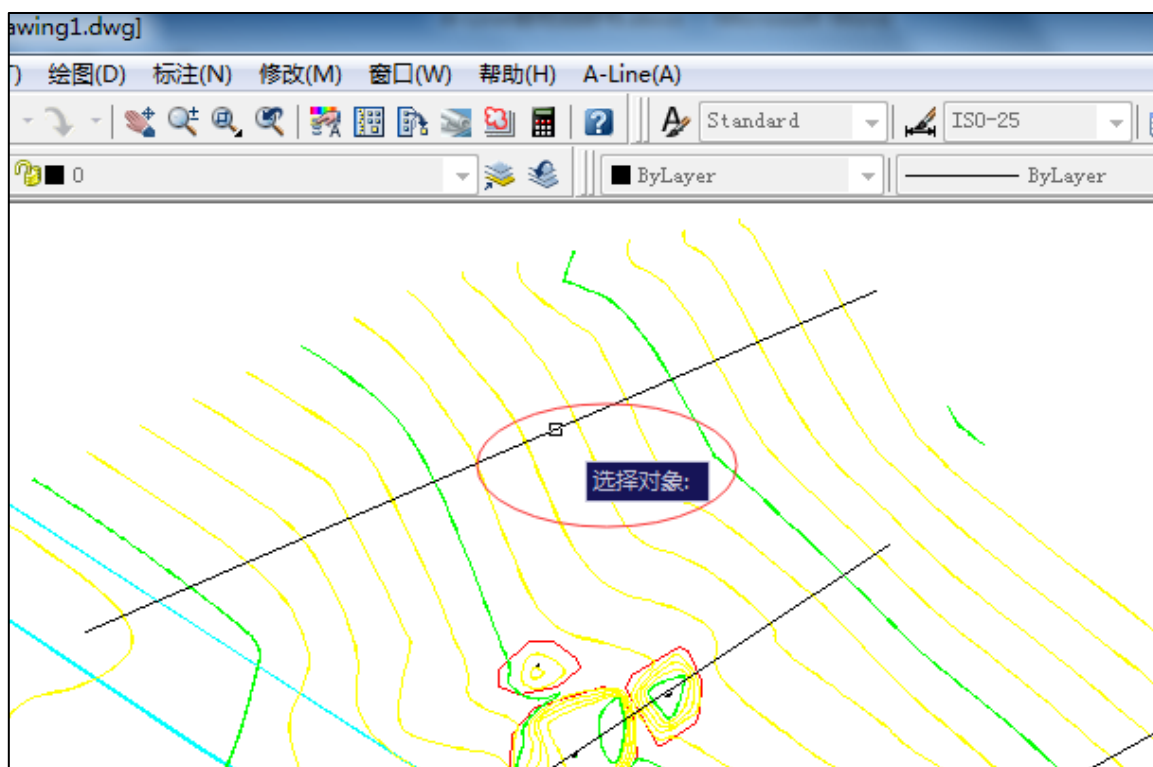 awing1.dwg]
) 绘图(D) 标注(N) 修改(M) 窗口(W) 帮助(H) A-Line(A)
Standard ISO-25
0 ByLayer ByLayer
选择对象: